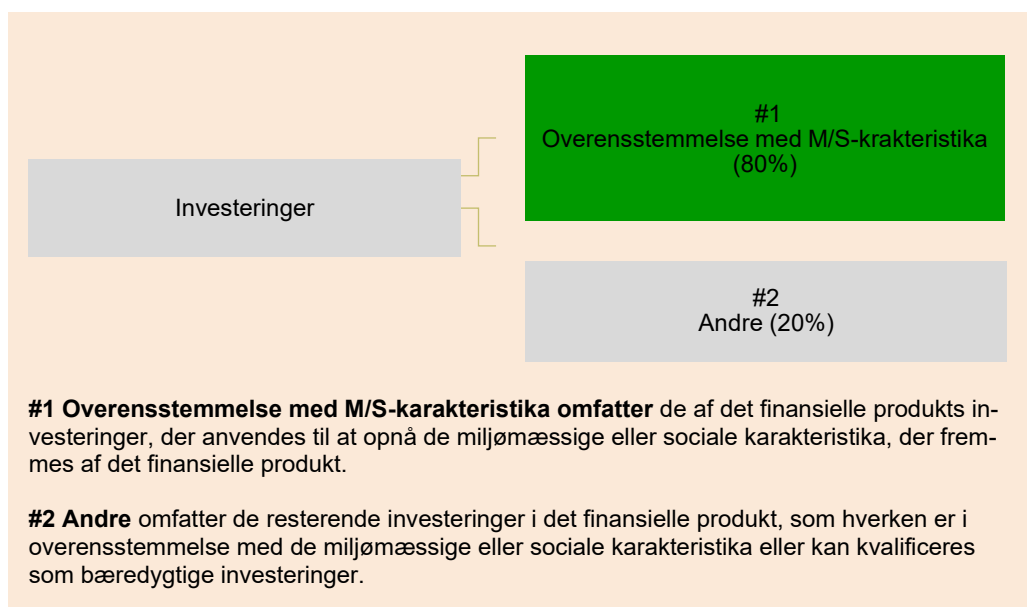 #1
Overensstemmelse med M/S-krakteristika
(80%)
Investeringer
#2
Andre (20%)
#1 Overensstemmelse med M/S-karakteristika omfatter de af det finansielle produkts in-
vesteringer, der anvendes til at opnå de miljømæssige eller sociale karakteristika, der frem-
mes af det finansielle produkt.
#2 Andre omfatter de resterende investeringer i det finansielle produkt, som hverken er i
overensstemmelse med de miljømæssige eller sociale karakteristika eller kan kvalificeres
som bæredygtige investeringer.